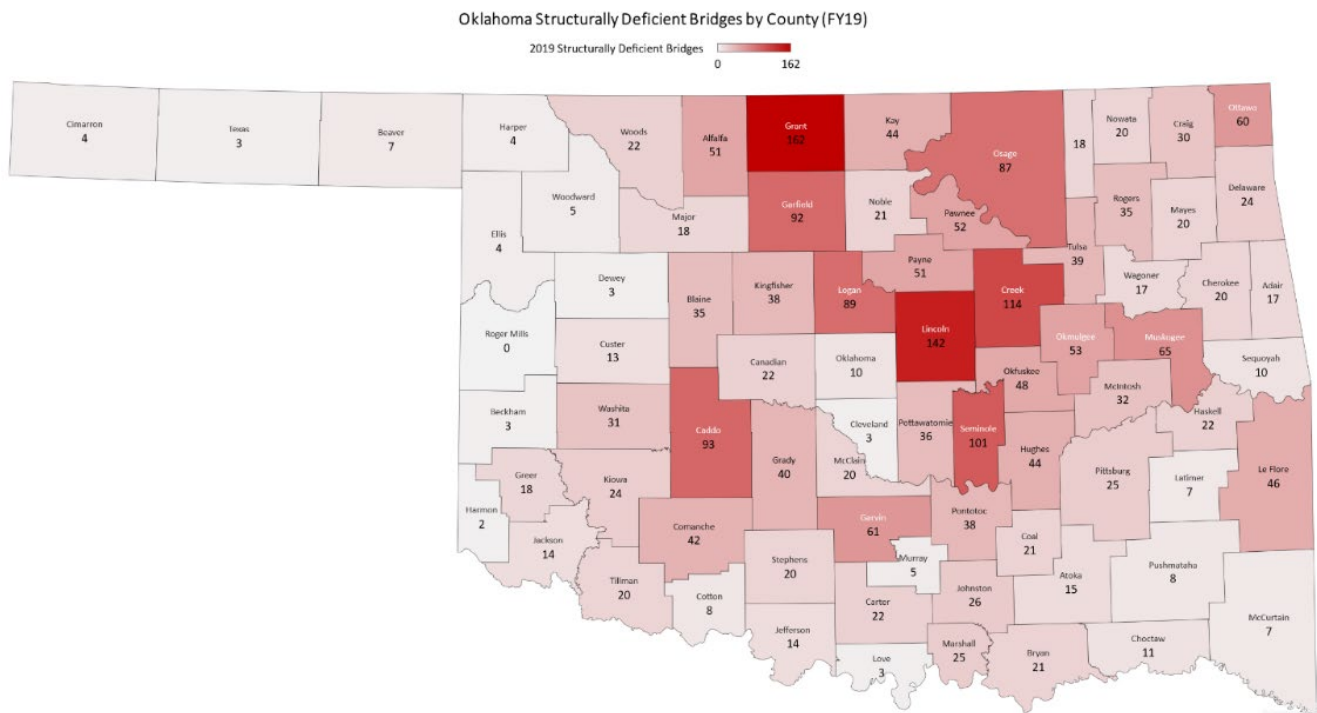 Oklahoma Structurally Deficient Bridges by County (FY19)
2019 Structurally Deficient Bridges
0 162
Cimarron
4
Texas
3
Beaver
7
Harper
4
Woods
22
Alfalfa
51
Grant
162
Kay
44
Osage
87
18
Nowata
20
Craig
30
Ottawa
60
Woodward
5
Major
18
Garfield
92
Noble
21
Pawnee
52
Rogers
35
Mayes
20
Delaware
24
Ellis
4
Dewey
3
Blaine
35
Kingfisher
38
Logan
89
Payne
51
Creek
114
Tulsa
39
Wagoner
17
Cherokee
20
Adair
17
Roger Mills
0
Custer
13
Canadian
22
Oklahoma
10
Lincoln
142
Okmulgee
53
Muskogee
65
Sequoyah
10
Okfuskee
48
McIntosh
32
Beckham
3
Washita
31
Caddo
93
Grady
40
Cleveland
3
McClain
20
Pottawatomie
36
Seminole
101
Hughes
44
Pittsburg
25
Haskell
22
Latimer
7
Le Flore
46
Greer
18
Kiowa
24
Harmon
2
Jackson
14
Comanche
42
Garvin
61
Pontotoc
38
Coal
21
Tillman
20
Cotton
8
Stephens
20
Murray
5
Johnston
26
Atoka
15
Pushmataha
8
McCurtain
7
Jefferson
14
Carter
22
Love
3
Marshall
25
Bryan
21
Choctaw
11